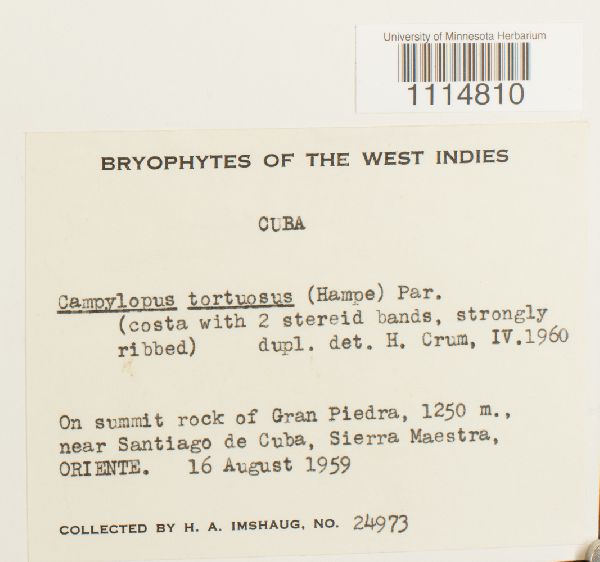 University of Minnesota Herbarium
1114810
BRYOPHYTES OF THE WEST INDIES
CUBA
Campylopus tortuosus (Hampe) Par.
(costa with 2 stereid bands, strongly
ribbed) dupl. det. H. Crum, IV.1960
On summit rock of Gran Piedra, 1250 m.,
near Santiago de Cuba, Sierra Maestra,
ORIENTE. 16 August 1959
COLLECTED BY H. A. IMSHAUG, NO. 24973